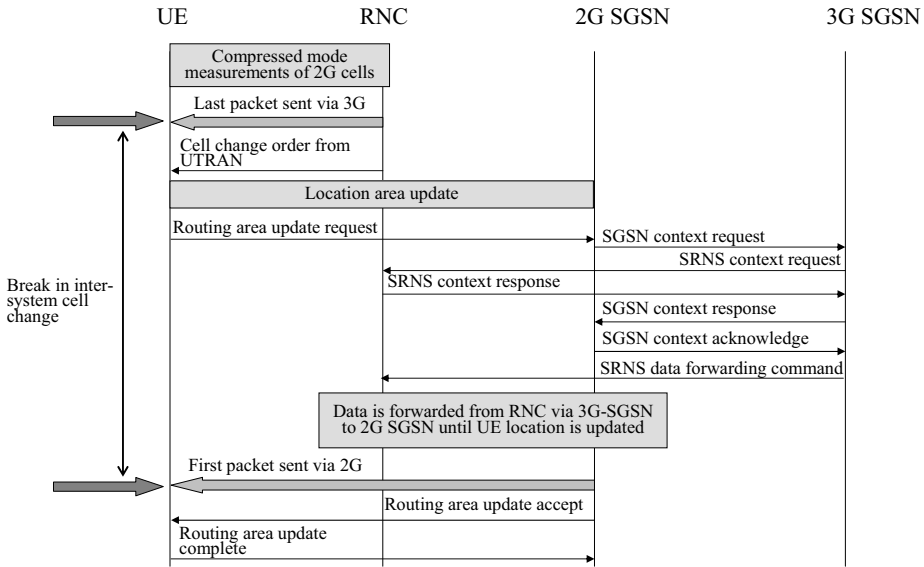 UE RNC 2G SGSN 3G SGSN
Compressed mode
measurements of 2G cells
Last packet sent via 3G
Cell change order from
UTRAN
Location area update
Routing area update request
SGSN context request
SRNS context request
SRNS context response
Break in inter-
system cell
change
SGSN context response
SGSN context acknowledge
SRNS data forwarding command
Data is forwarded from RNC via 3G-SGSN
to 2G SGSN until UE location is updated
First packet sent via 2G
Routing area update accept
Routing area update
complete